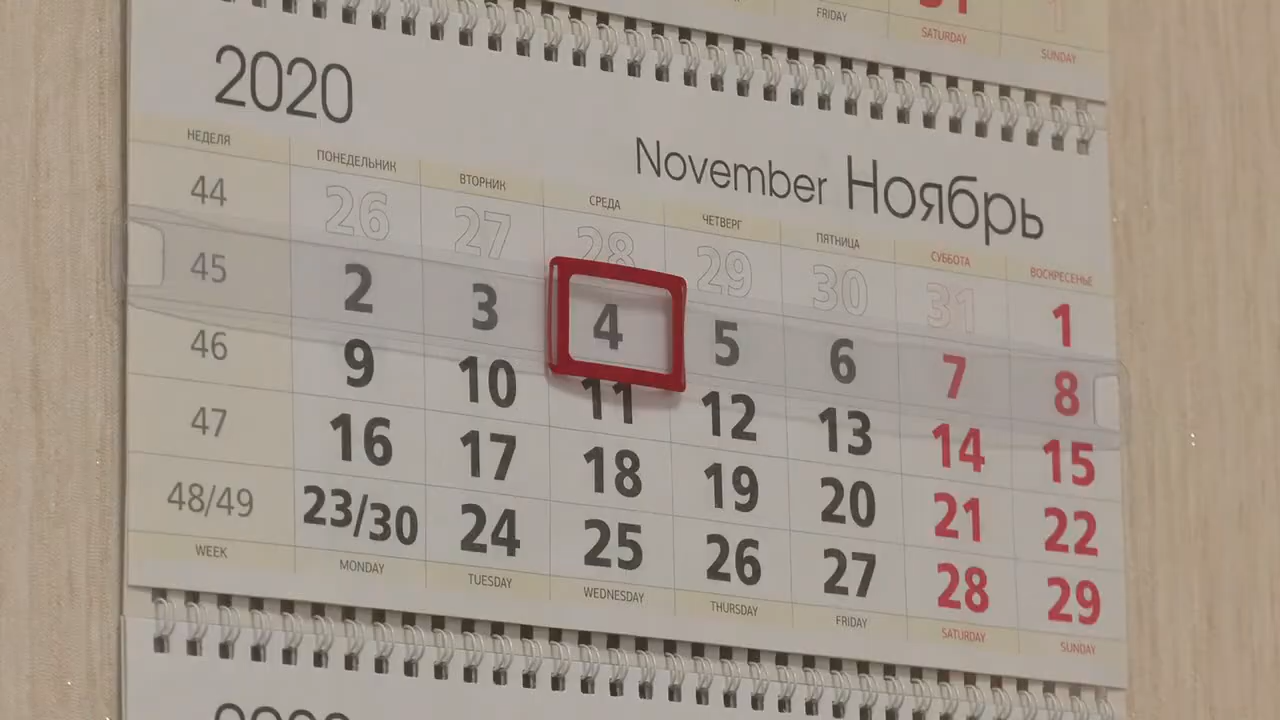 FRIDAY SATURDAY SUNDAY
2020
November Ноябрь
НЕДЕЛЯ ПОНЕДЕЛЬНИК ВТОРНИК СРЕДА ЧЕТВЕРГ ПЯТНИЦА СУББОТА ВОСКРЕСЕНЬЕ
44 26 27 28 29 30 31 1
45 2 3 4 5 6 7 8
46 9 10 11 12 13 14 15
47 16 17 18 19 20 21 22
48/49 23/30 24 25 26 27 28 29
WEEK MONDAY TUESDAY WEDNESDAY THURSDAY FRIDAY SATURDAY SUNDAY